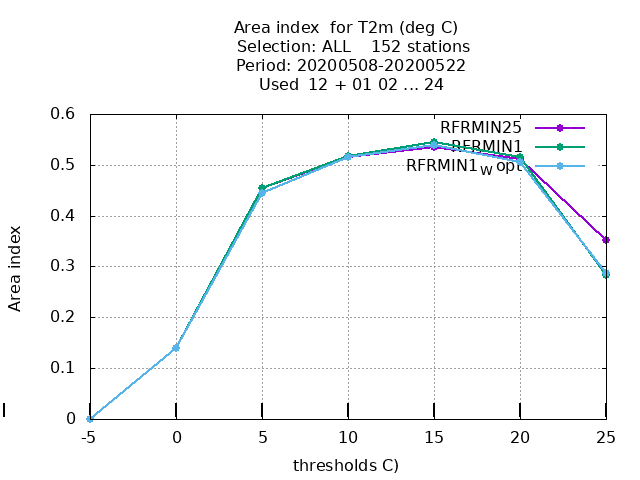 Area index  for T2m (deg C)
Selection: ALL    152 stations
Period: 20200508-20200522
Used  12 + 01 02 ... 24
0.6
RFRMIN25
RFRMIN1
RFRMIN1W opt
0.5
0.4
0.3
0.2
0.1
0
Area index
-5 0 5 10 15 20 25
thresholds C)